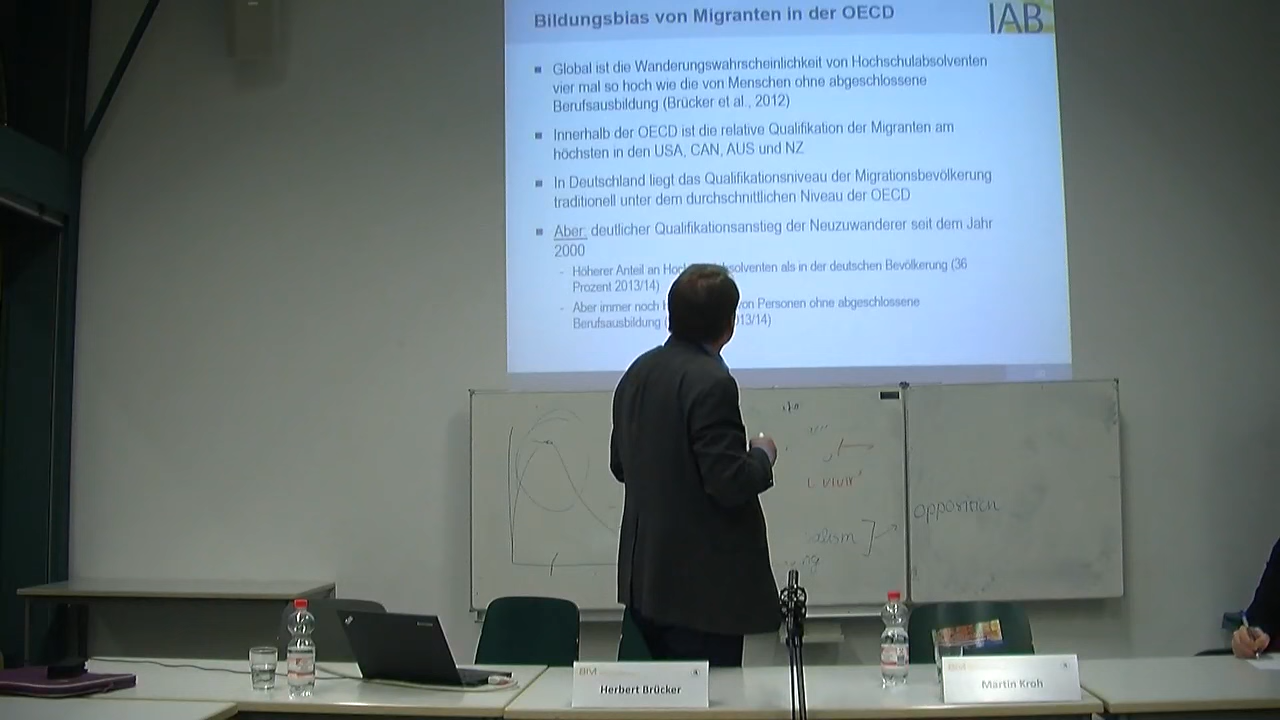 Bildungsbias von Migranten in der OECD
IAB
Global ist die Wanderungswahrscheinlichkeit von Hochschulabsolventen
vier mal so hoch wie die von Menschen ohne abgeschlossene
Berufsausbildung (Brücker et al., 2012)
Innerhalb der OECD ist die relative Qualifikation der Migranten am
höchsten in den USA, CAN, AUS und NZ
In Deutschland liegt das Qualifikationsniveau der Migrationsbevölkerung
traditionell unter dem durchschnittlichen Niveau der OECD
Aber: deutlicher Qualifikationsanstieg der Neuzuwanderer seit dem Jahr
2000
- Höherer Anteil an als in der deutschen Bevölkerung (36
Prozent 2013/14)
- Aber immer noch von Personen ohne abgeschlossene
Berufsausbildung
opposition
BIM
Herbert Brücker
BIM
Martin Kroh